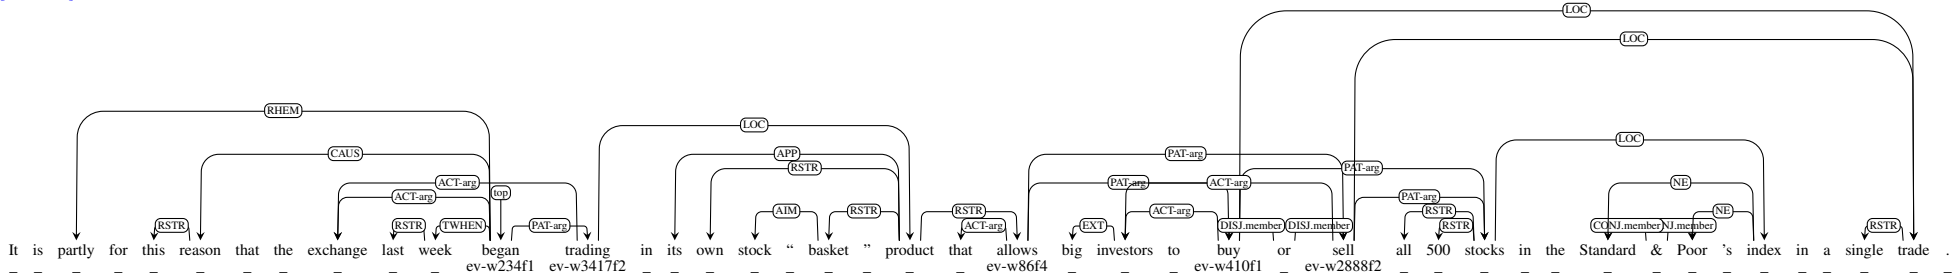 LOC
LOC
RHEM
LOC
LOC
CAUS
APP
PAT-arg
RSTR
PAT-arg
ACT-arg
top
PAT-arg
ACT-arg
NE
ACT-arg
PAT-arg
AIM
RSTR
RSTR
ACT-arg
RSTR
NE
RSTR
RSTR
TWHEN
PAT-arg
ACT-arg
EXT
DISJ.member
DISJ.member
RSTR
CONJ.member
NJ.member
RSTR
It is partly for this reason that the exchange last week began trading in its own stock “ basket ” product that allows big investors to buy or sell all 500 stocks in the Standard & Poor 's index in a single trade .
_ _ _ _ _ _ _ _ _ _ _ ev-w234f1 ev-w3417f2 _ _ _ _ _ _ _ _ _ ev-w86f4 _ _ _ ev-w410f1 _ ev-w2888f2 _ _ _ _ _ _ _ _ _ _ _ _ _ _ _